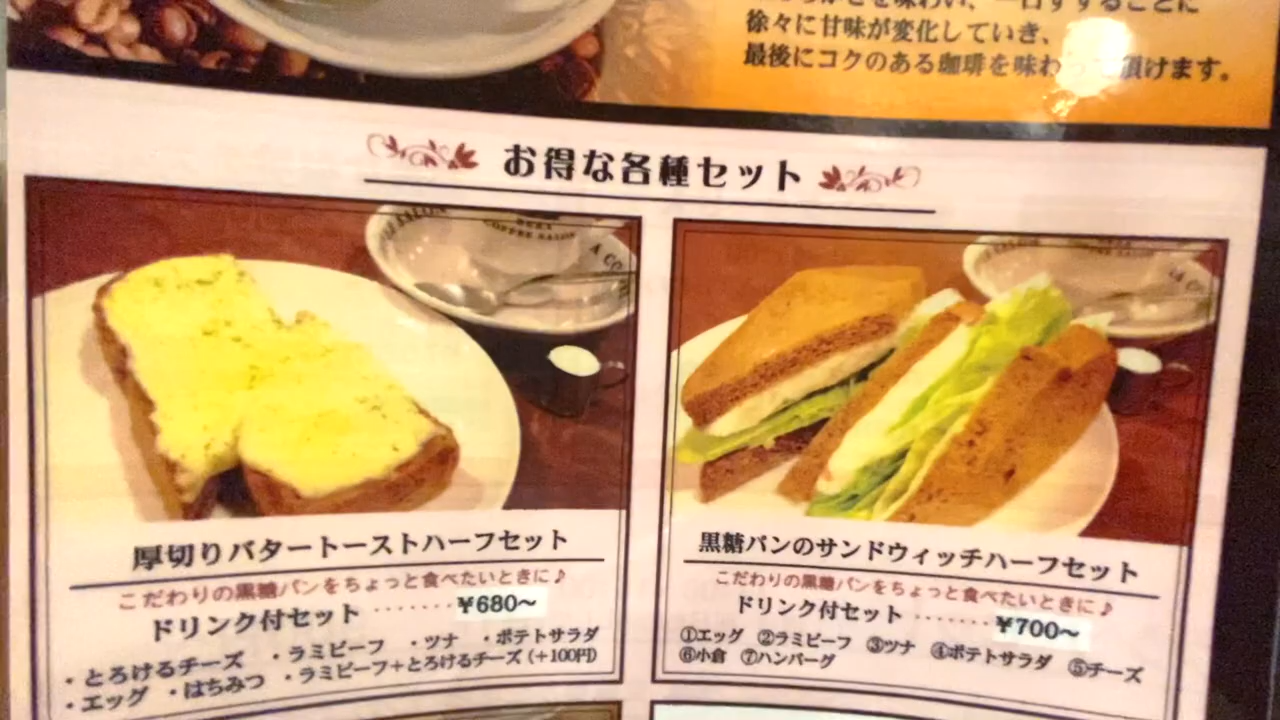 徐々に甘味が変化していき、
最後にコクのある珈琲を味わ 頂けます。
お得な各種セット
COFFEE SALON
A CO
厚切りバタートーストハーフセット
こだわりの黒糖パンをちょっと食べたいときに♪
ドリンク付セット ・・・・・・・ ¥680〜
・とろけるチーズ ・ラミビーフ ・ツナ ・ポテトサラダ
・エッグ ・はちみつ ・ラミビーフ+とろけるチーズ(+100円)
黒糖パンのサンドウィッチハーフセット
こだわりの黒糖パンをちょっと食べたいときに♪
ドリンク付セット ・・・・・・・ ¥700〜
①エッグ ②ラミビーフ ③ツナ ④ポテトサラダ ⑤チーズ
⑥小倉 ⑦ハンバーグ